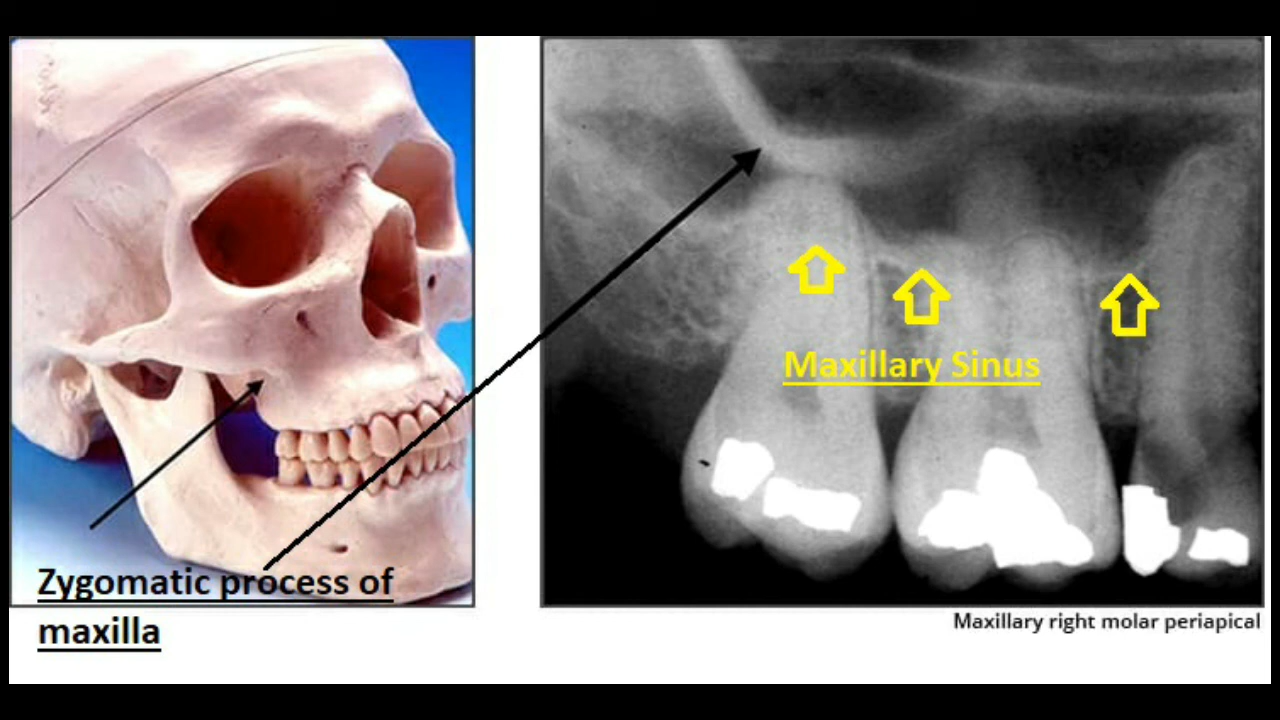 Maxillary Sinus
Zygomatic process of
maxilla
Maxillary right molar periapical